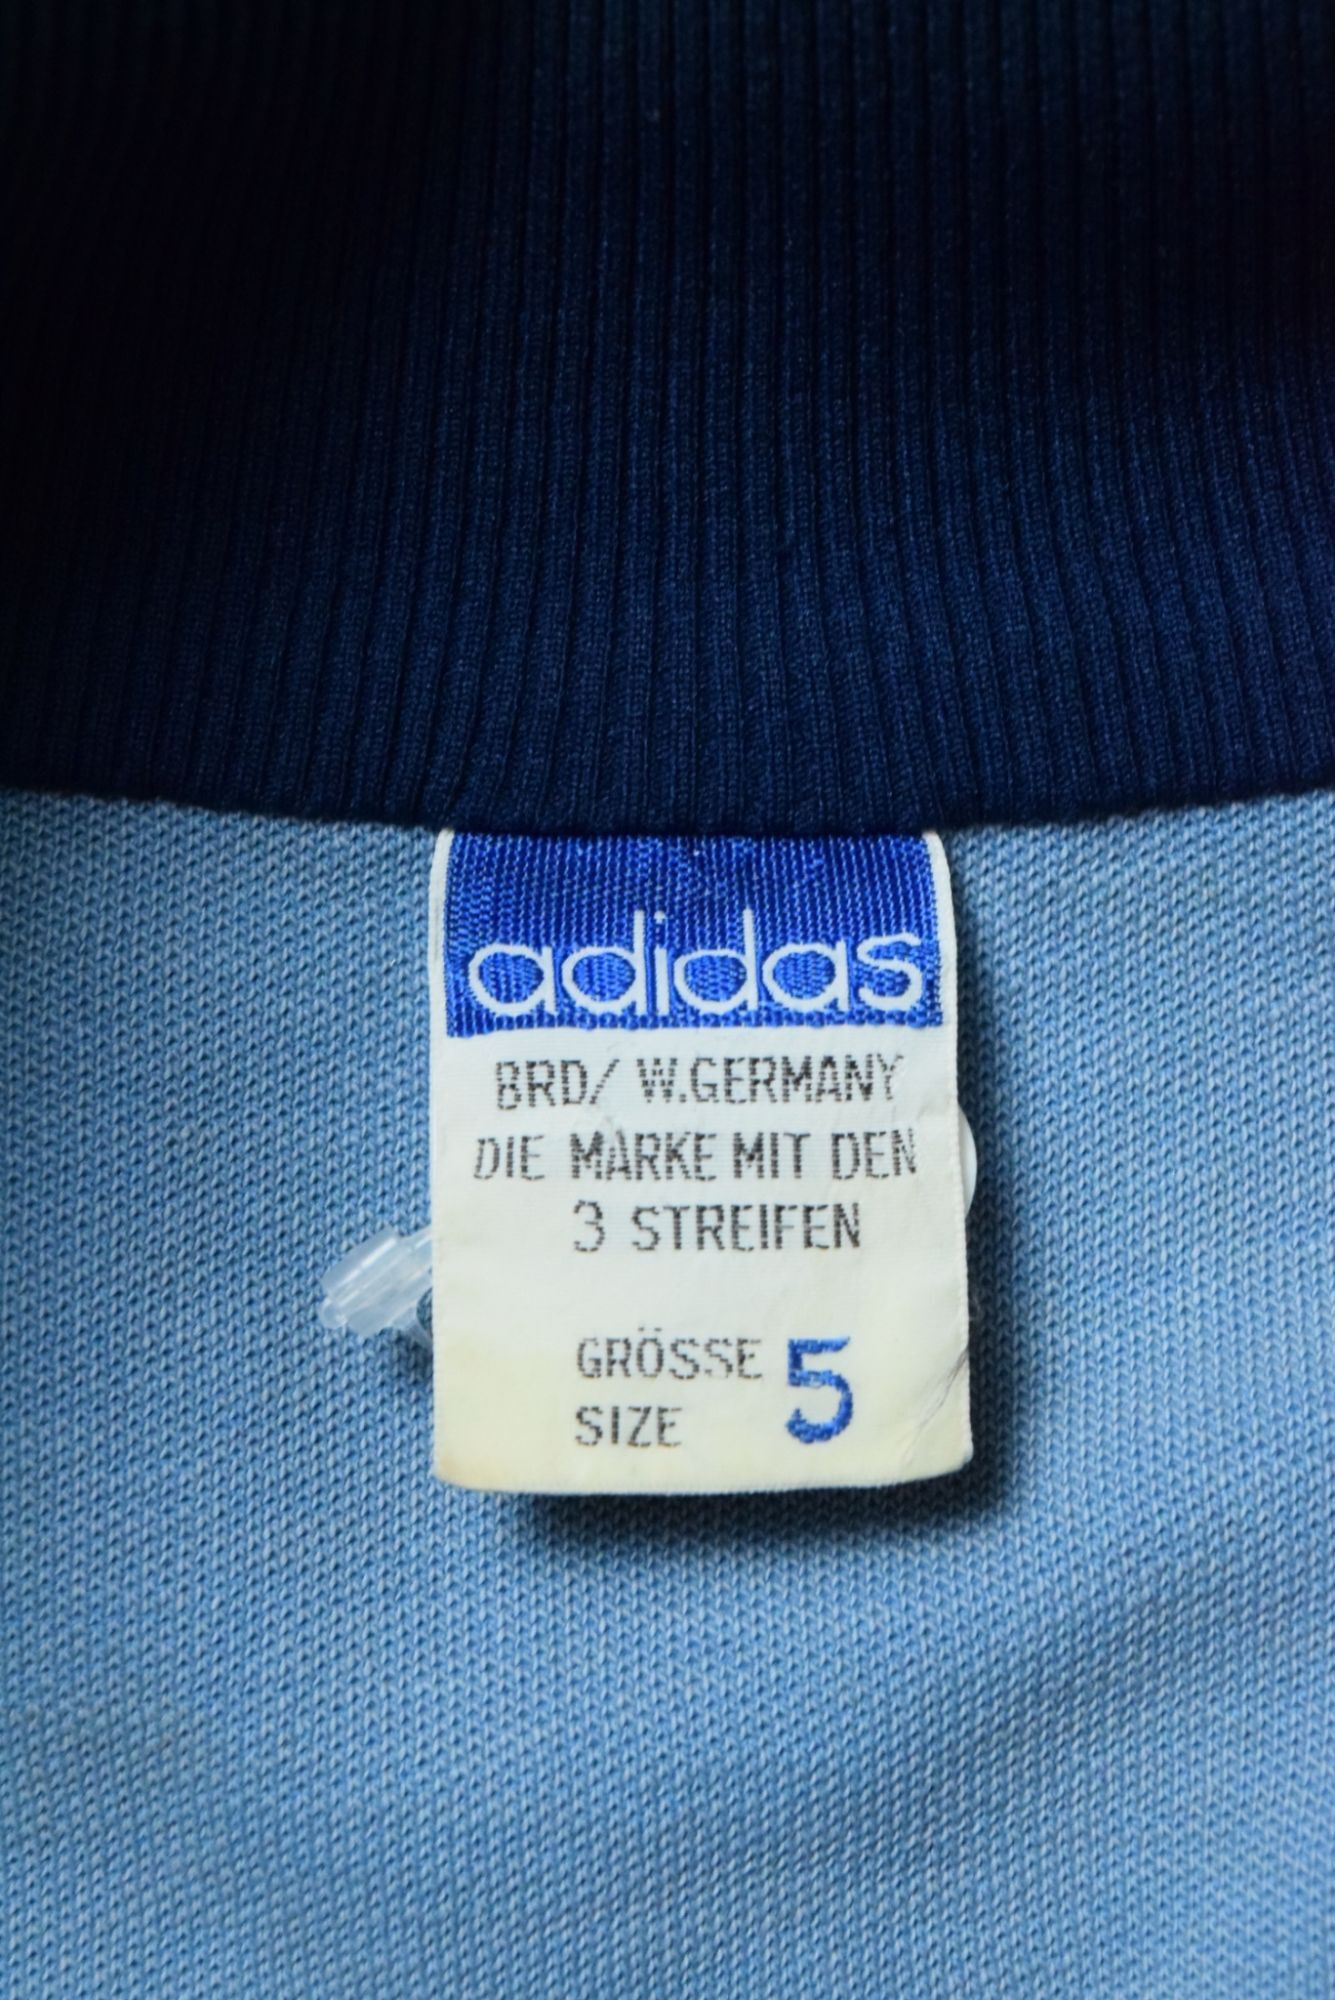 adidas
BRD/ W.GERMANY
DIE MARKE MIT DEN
3 STREIFEN
GRÖSSE 5
SIZE